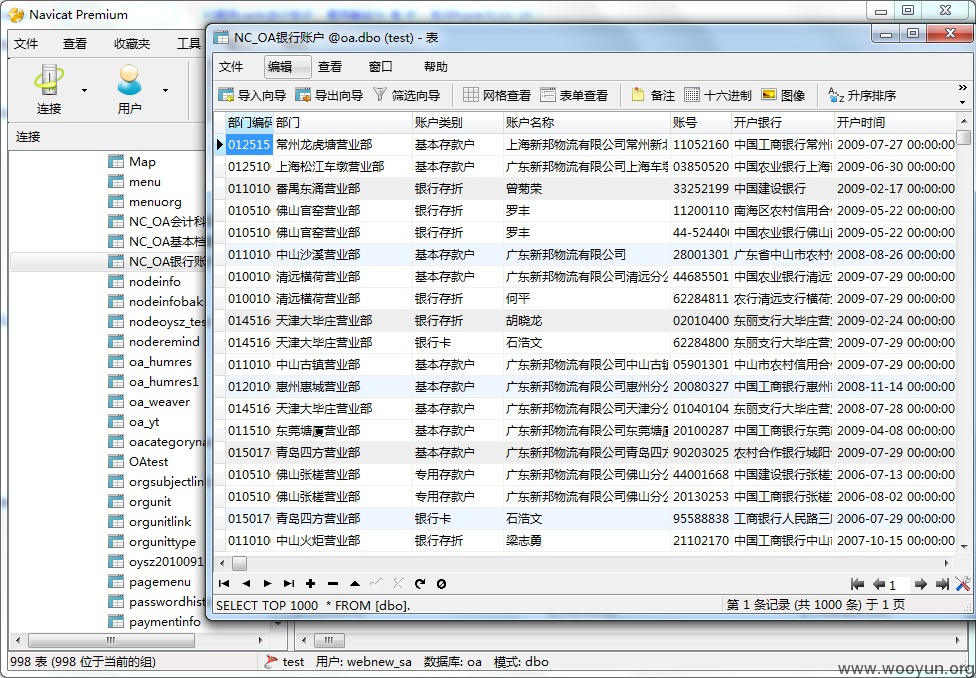 Navicat Premium
文件 查看 收藏夹 工具
连接 用户
连接
Map
menu
menuorg
NC_OA会计科
NC_OA基本档
NC_OA银行账
nodeinfo
nodeinfobak
nodeoysz_tes
noderemind
oa_humres
oa_humres1
oa_weaver
oa_yt
oacategoryna
OAtest
orgsubjectlin
orgunit
orgunitlink
orgunittype
oysz2010091
pagemenu
passwordhist
paymentinfo
NC_OA银行账户 @oa.dbo (test) - 表
文件 编辑 查看 窗口 帮助
导入向导 导出向导 筛选向导 网格查看 表单查看 备注 十六进制 图像 升序排序
部门编码 部门 账户类别 账户名称 账号 开户银行 开户时间
012515 常州龙虎塘营业部 基本存款户 上海新邦物流有限公司常州新北 11052160 中国工商银行常州 2009-07-27 00:00:00
012510 上海松江车墩营业部 基本存款户 广东新邦物流有限公司上海车墩 03850520 中国农业银行上海 2009-06-30 00:00:00
011010 番禺东涌营业部 银行存折 曾菊荣 33252199 中国建设银行 2009-02-17 00:00:00
010510 佛山官窑营业部 银行存折 罗丰 11200110 南海区农村信用合 2009-05-22 00:00:00
010510 佛山官窑营业部 银行存折 罗丰 44-52440 中国农业银行佛山 2009-05-22 00:00:00
011010 中山沙溪营业部 基本存款户 广东新邦物流有限公司 28001301 广东省中山市农村 2008-08-26 00:00:00
010010 清远横荷营业部 基本存款户 广东新邦物流有限公司清远分公 44685501 中国农业银行清远 2009-07-29 00:00:00
010010 清远横荷营业部 银行存折 何平 62284811 农行清远支行横荷 2009-07-29 00:00:00
014516 天津大毕庄营业部 银行存折 胡晓龙 02010400 东丽支行大毕庄营 2009-02-24 00:00:00
014516 天津大毕庄营业部 银行卡 石浩文 62284800 东丽支行大毕庄营 2009-07-29 00:00:00
011010 中山古镇营业部 基本存款户 广东新邦物流有限公司中山古镇 05901301 中山市农村信用合 2009-07-29 00:00:00
012010 惠州惠城营业部 基本存款户 广东新邦物流有限公司惠州分公 20080327 中国工商银行惠州 2008-11-14 00:00:00
014516 天津大毕庄营业部 基本存款户 广东新邦物流有限公司天津分公 01040104 东丽支行大毕庄营 2008-07-28 00:00:00
011510 东莞塘厦营业部 基本存款户 广东新邦物流有限公司东莞塘厦 20100287 中国工商银行东莞 2009-04-08 00:00:00
015017 青岛四方营业部 基本存款户 广东新邦物流有限公司青岛四方 90203025 农村合作银行城阳 2009-07-29 00:00:00
010510 佛山张槎营业部 专用存款户 广东新邦物流有限公司佛山分公 44001668 中国建设银行张槎 2006-07-13 00:00:00
010510 佛山张槎营业部 专用存款户 广东新邦物流有限公司佛山分公 20130253 中国工商银行张槎 2006-08-02 00:00:00
015017 青岛四方营业部 银行卡 石浩文 95588838 工商银行人民路三 2006-07-29 00:00:00
011010 中山火炬营业部 银行存折 梁志勇 21102170 中国工商银行中山 2007-10-15 00:00:00
1
SELECT TOP 1000 * FROM [dbo]. 第 1 条记录 (共 1000 条) 于 1 页
998 表 (998 位于当前的组) test 用户: webnew_sa 数据库: oa 模式: dbo
www.wooyun.org